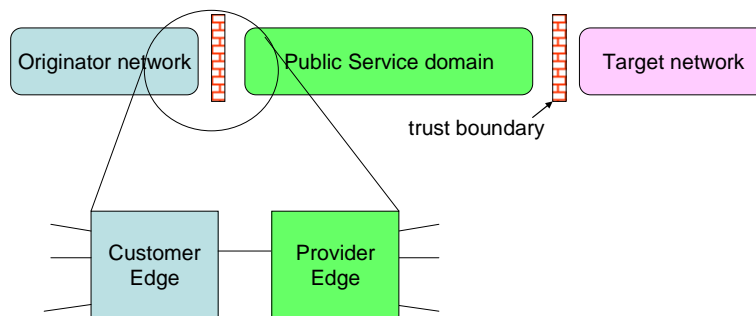 Originator network
Public Service domain
Target network
trust boundary
Customer
Edge
Provider
Edge